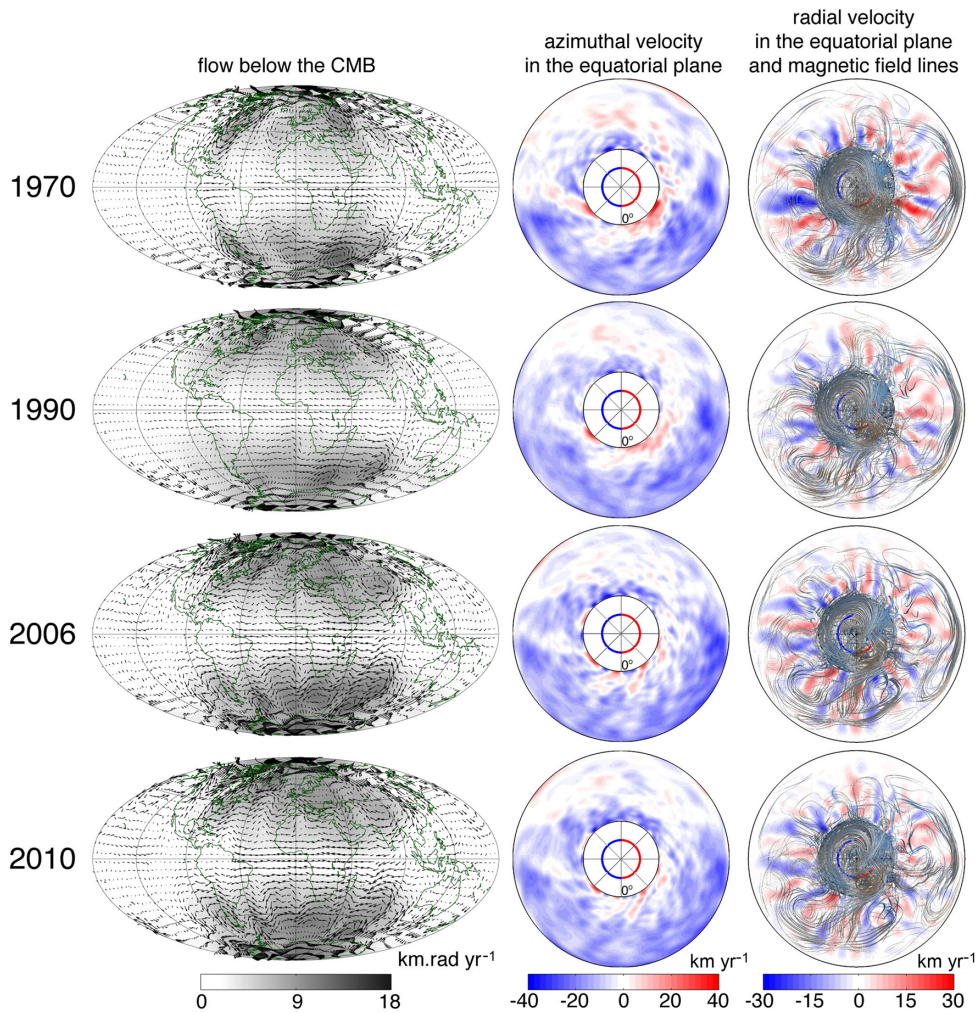 flow below the CMB
azimuthal velocity
in the equatorial plane
radial velocity
in the equatorial plane
and magnetic field lines
1970
0°
1990
0°
2006
0°
2010
0°
km.rad yr⁻¹
0 9 18
km yr⁻¹
-40 -20 0 20 40
km yr⁻¹
-30 -15 0 15 30